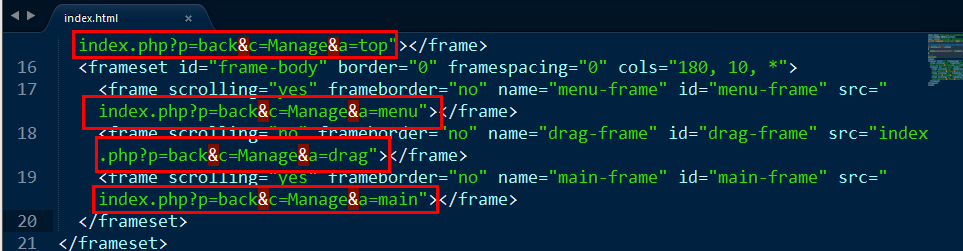 index.html ×
index.php?p=back&c=Manage&a=top"></frame>
16 <frameset id="frame-body" border="0" framespacing="0" cols="180, 10, *">
17 <frame scrolling="yes" frameborder="no" name="menu-frame" id="menu-frame" src="
index.php?p=back&c=Manage&a=menu"></frame>
18 <frame scrolling="no" frameborder="no" name="drag-frame" id="drag-frame" src="index
.php?p=back&c=Manage&a=drag"></frame>
19 <frame scrolling="yes" frameborder="no" name="main-frame" id="main-frame" src="
index.php?p=back&c=Manage&a=main"></frame>
20 </frameset>
21 </frameset>